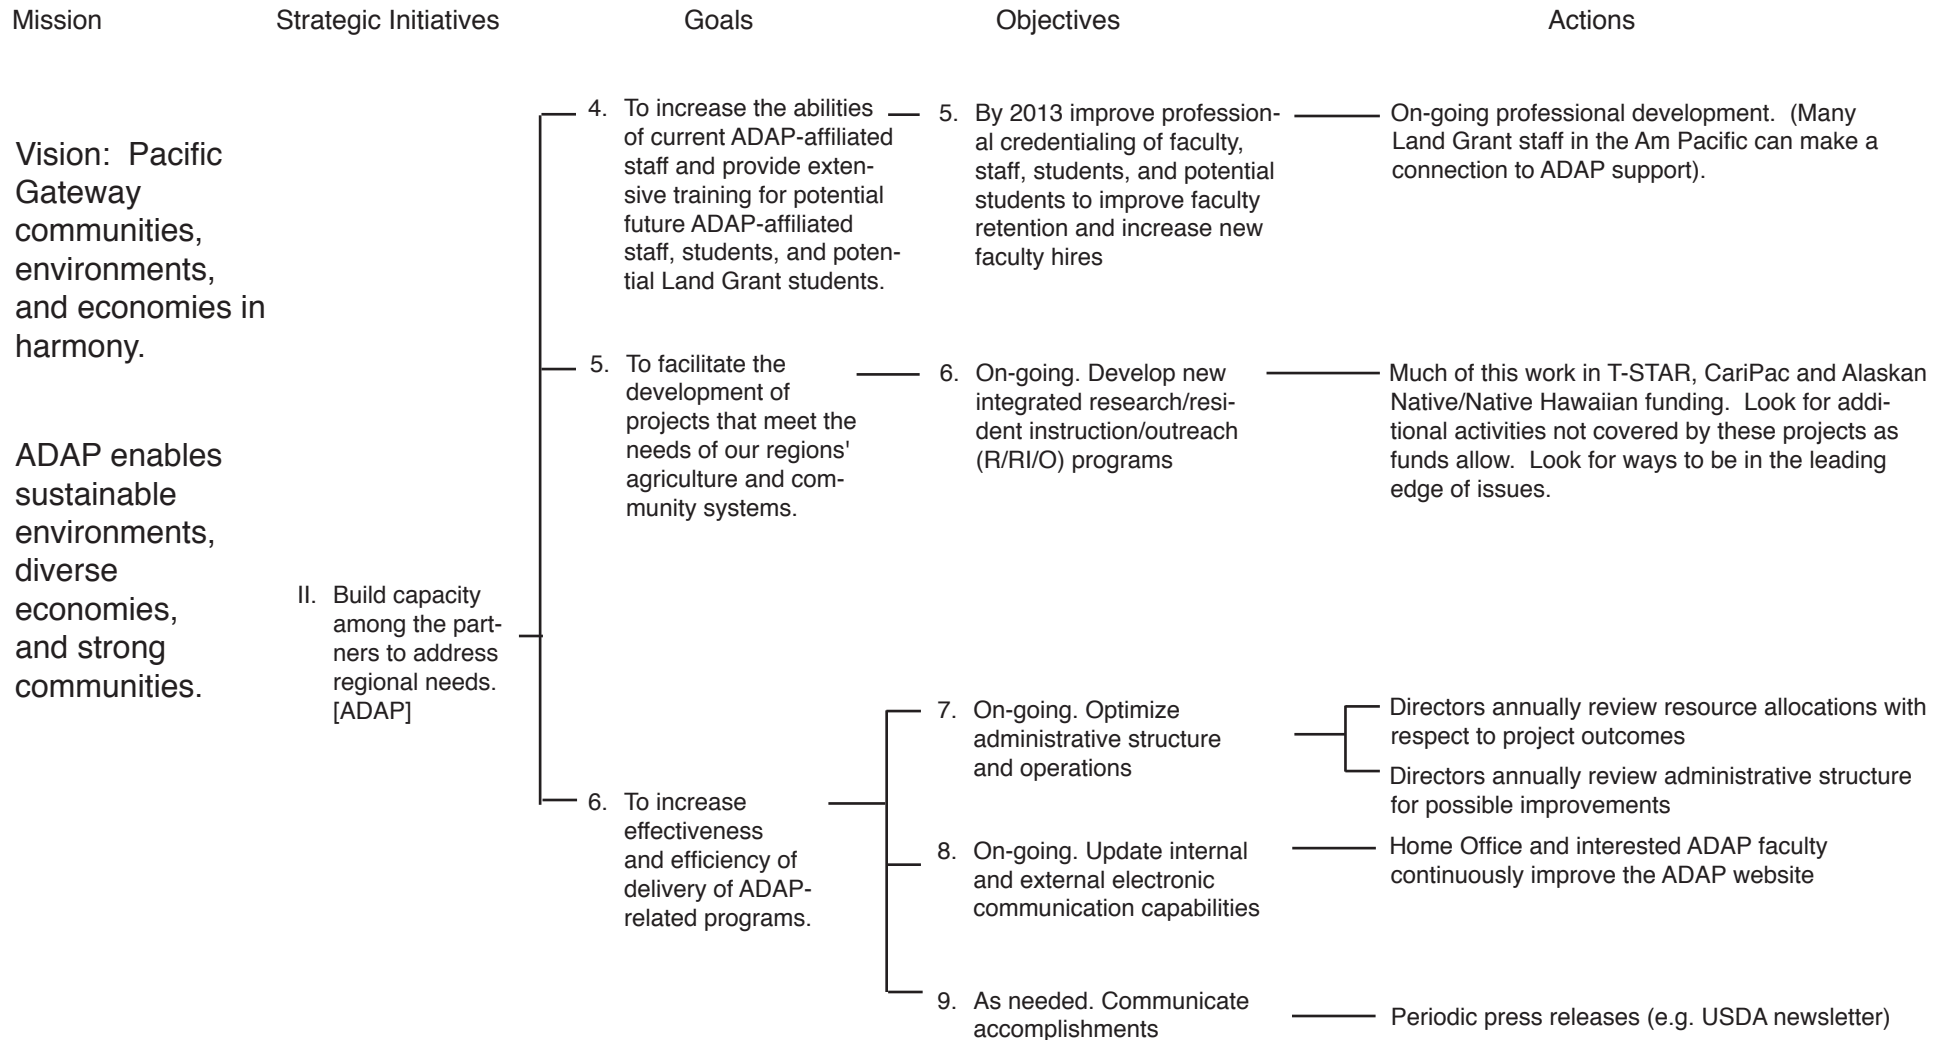 Mission
Strategic Initiatives
Goals
Objectives
Actions
Vision:  Pacific
Gateway
communities,
environments,
and economies in
harmony.
ADAP enables
sustainable
environments,
diverse
economies,
and strong
communities.
II. Build capacity
among the part-
ners to address
regional needs.
[ADAP]
4. To increase the abilities
of current ADAP-affiliated
staff and provide exten-
sive training for potential
future ADAP-affiliated
staff, students, and poten-
tial Land Grant students.
5. By 2013 improve profession-
al credentialing of faculty,
staff, students, and potential
students to improve faculty
retention and increase new
faculty hires
On-going professional development.  (Many
Land Grant staff in the Am Pacific can make a
connection to ADAP support).
5. To facilitate the
development of
projects that meet the
needs of our regions'
agriculture and com-
munity systems.
6. On-going. Develop new
integrated research/resi-
dent instruction/outreach
(R/RI/O) programs
Much of this work in T-STAR, CariPac and Alaskan
Native/Native Hawaiian funding.  Look for addi-
tional activities not covered by these projects as
funds allow.  Look for ways to be in the leading
edge of issues.
6. To increase
effectiveness
and efficiency of
delivery of ADAP-
related programs.
7. On-going. Optimize
administrative structure
and operations
Directors annually review resource allocations with
respect to project outcomes
Directors annually review administrative structure
for possible improvements
8. On-going. Update internal
and external electronic
communication capabilities
Home Office and interested ADAP faculty
continuously improve the ADAP website
9. As needed. Communicate
accomplishments
Periodic press releases (e.g. USDA newsletter)